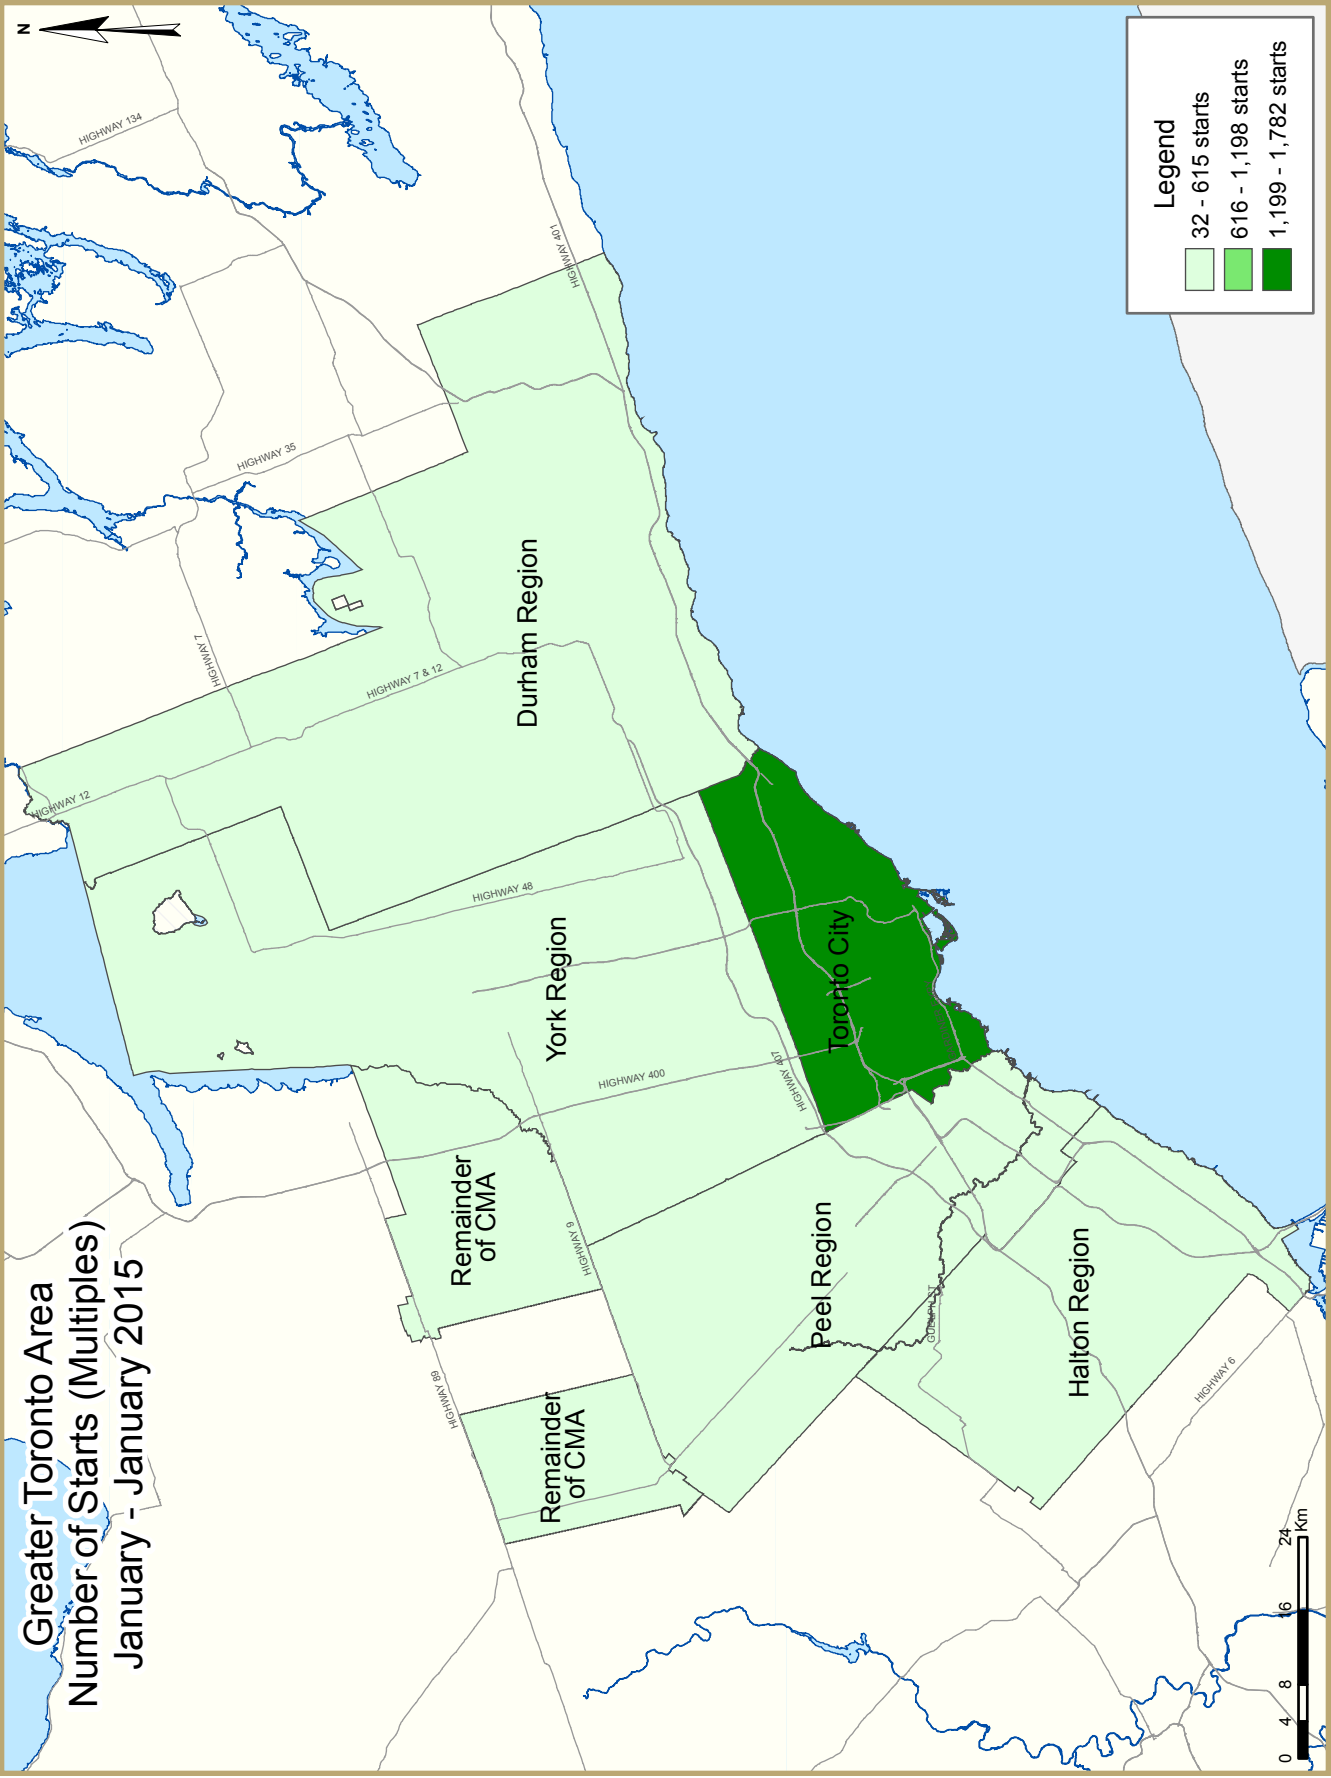 Greater Toronto Area
Number of Starts (Multiples)
January - January 2015
N
HIGHWAY 134
HIGHWAY 401
HIGHWAY 35
HIGHWAY 7
HIGHWAY 7 & 12
HIGHWAY 12
Durham Region
HIGHWAY 48
York Region
HIGHWAY 400
HIGHWAY 407
Toronto City
Remainder
of CMA
HIGHWAY 9
HIGHWAY 89
Remainder
of CMA
Peel Region
GUELPH ST
Halton Region
HIGHWAY 6
Legend
32 - 615 starts
616 - 1,198 starts
1,199 - 1,782 starts
0 4 8 16 24
Km